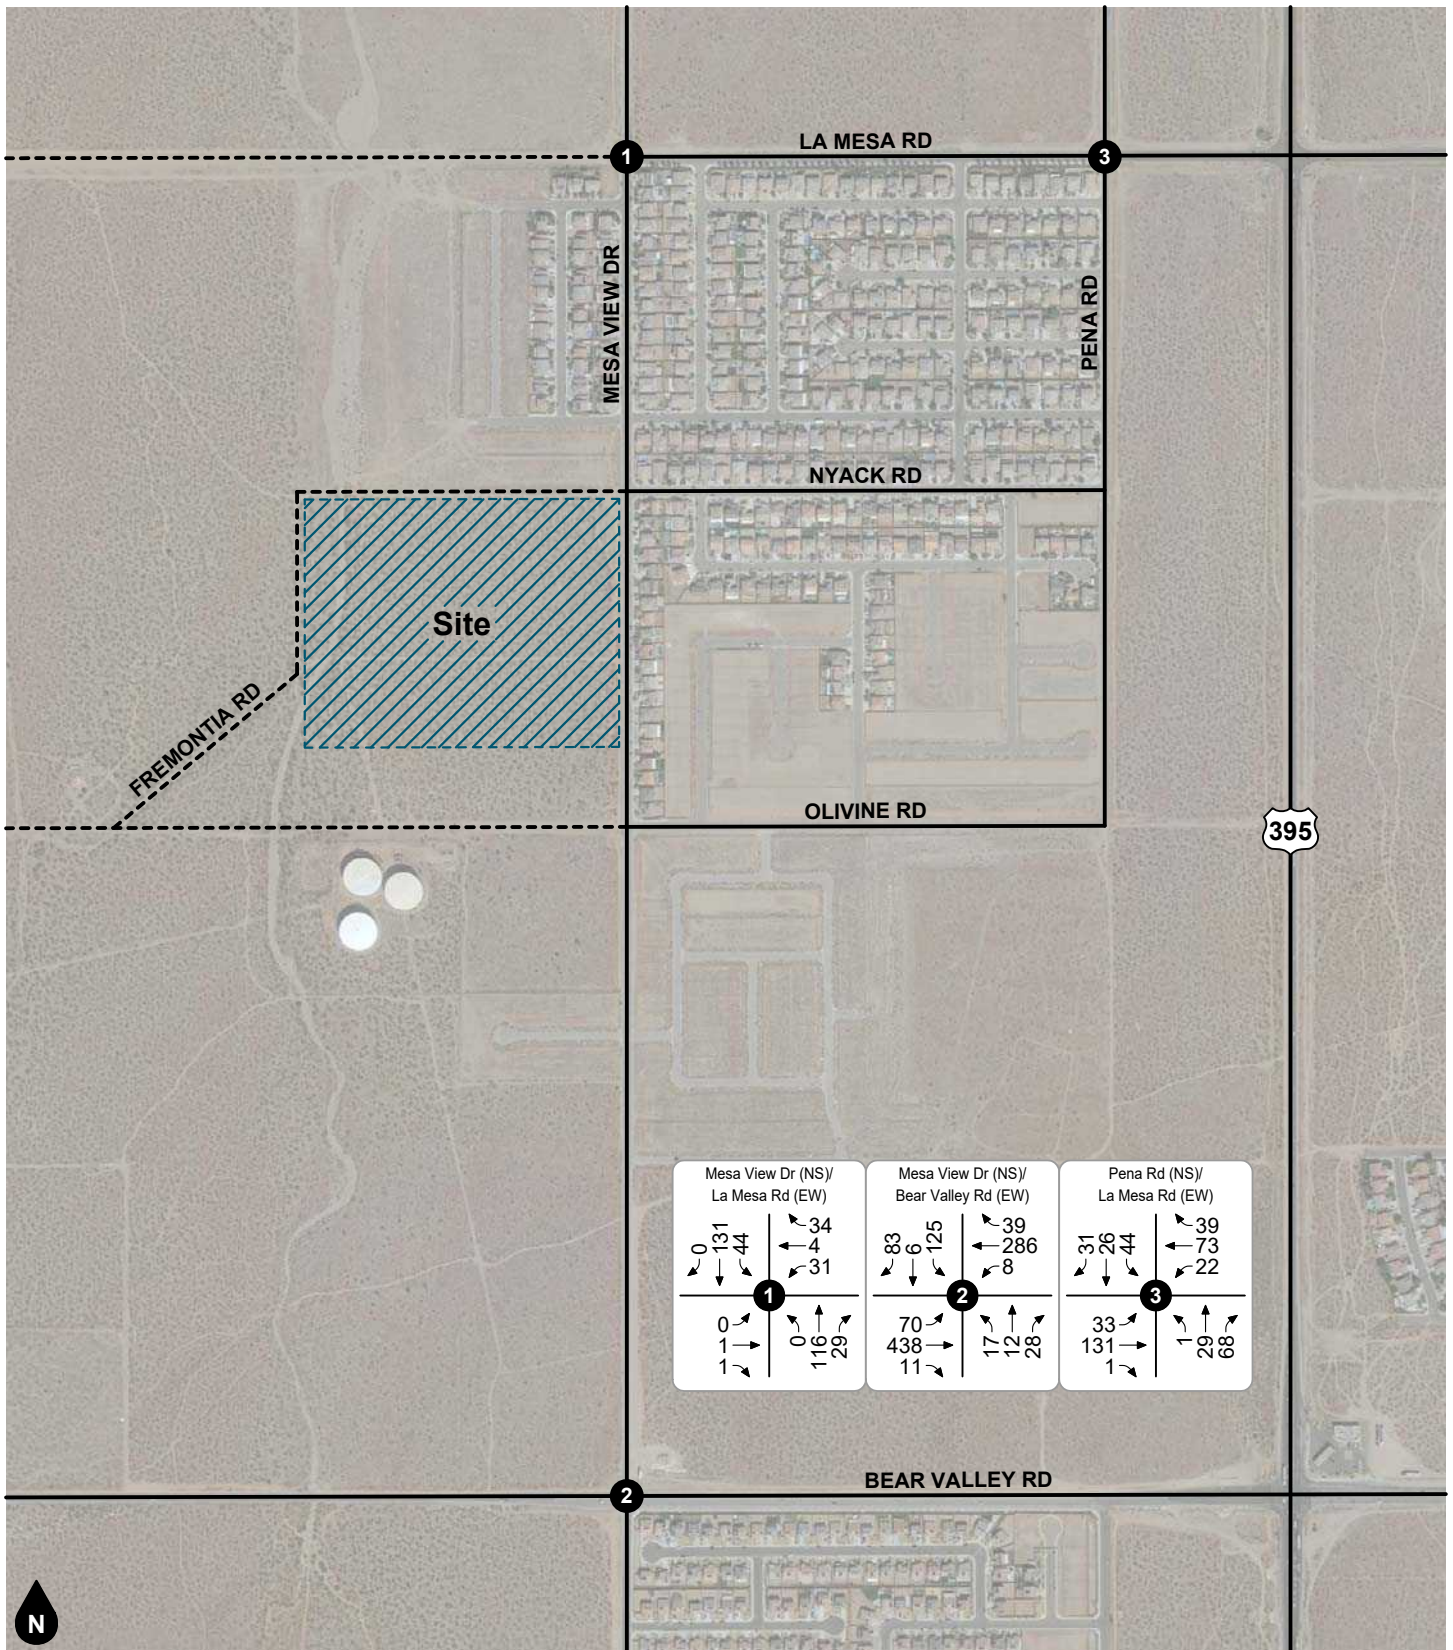 LA MESA RD
1
3
MESA VIEW DR
PENA RD
NYACK RD
Site
FREMONTIA RD
OLIVINE RD
395
Mesa View Dr (NS)/
La Mesa Rd (EW)
0
131
44
34
4
31
1
0
1
1
0
116
29
Mesa View Dr (NS)/
Bear Valley Rd (EW)
83
6
125
39
286
8
2
70
438
11
17
12
28
Pena Rd (NS)/
La Mesa Rd (EW)
31
26
44
39
73
22
3
33
131
1
1
29
68
BEAR VALLEY RD
2
N